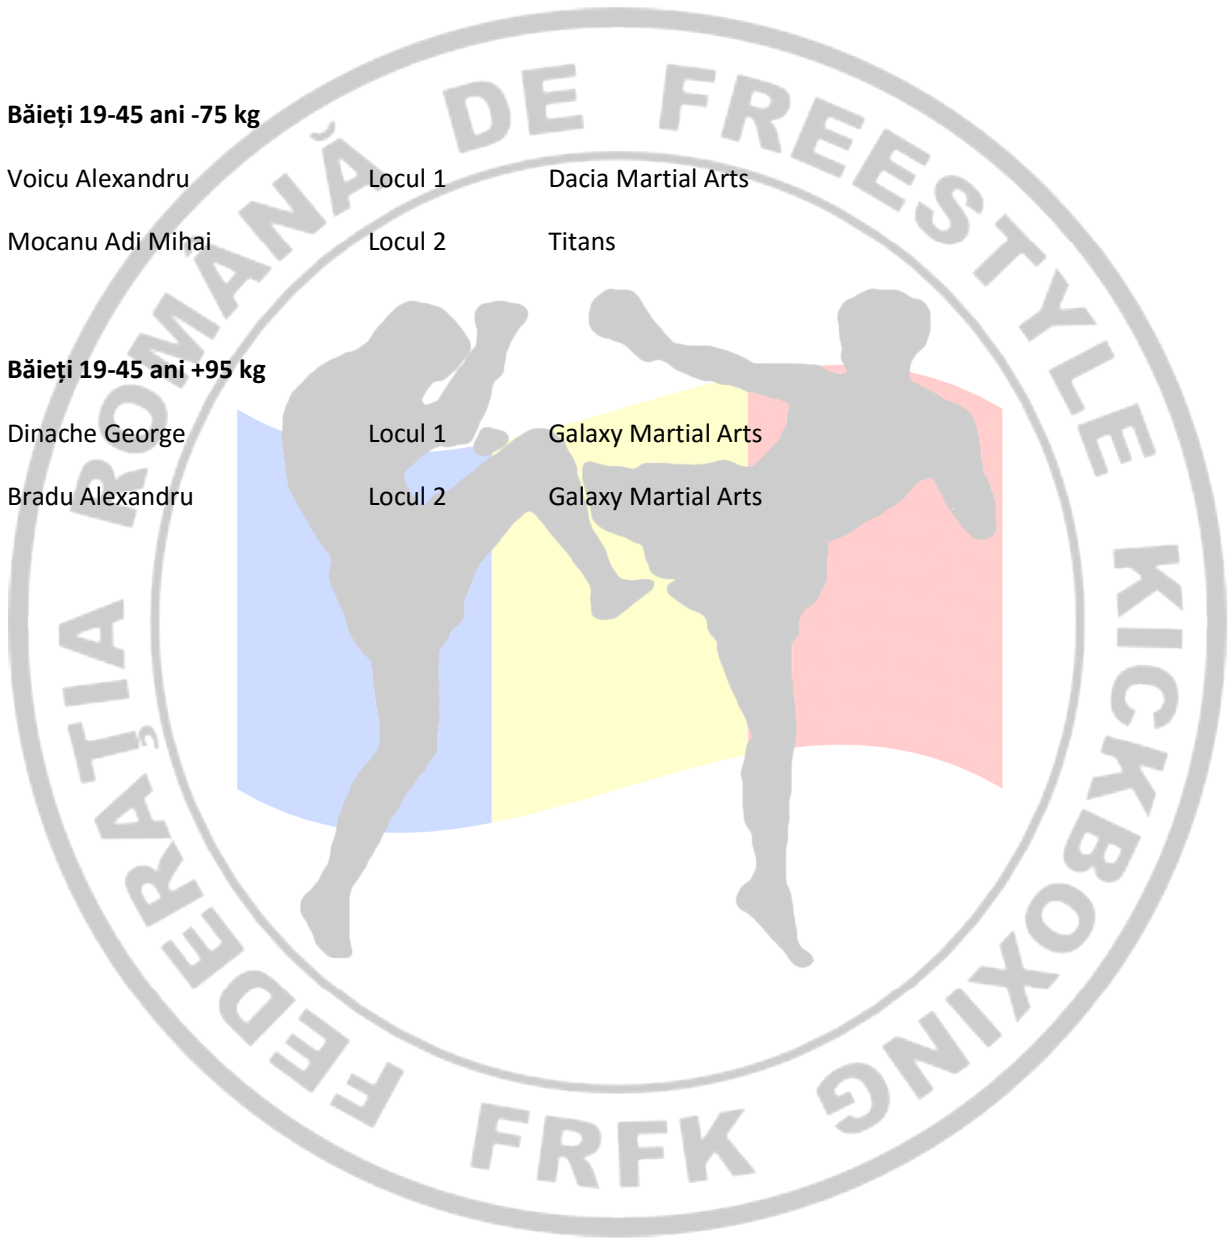 Băieți 19-45 ani -75 kg
Voicu Alexandru Locul 1 Dacia Martial Arts
Mocanu Adi Mihai Locul 2 Titans
Băieți 19-45 ani +95 kg
Dinache George Locul 1 Galaxy Martial Arts
Bradu Alexandru Locul 2 Galaxy Martial Arts
FEDERAŢIA ROMÂNĂ DE FREESTYLE KICKBOXING
FRFK